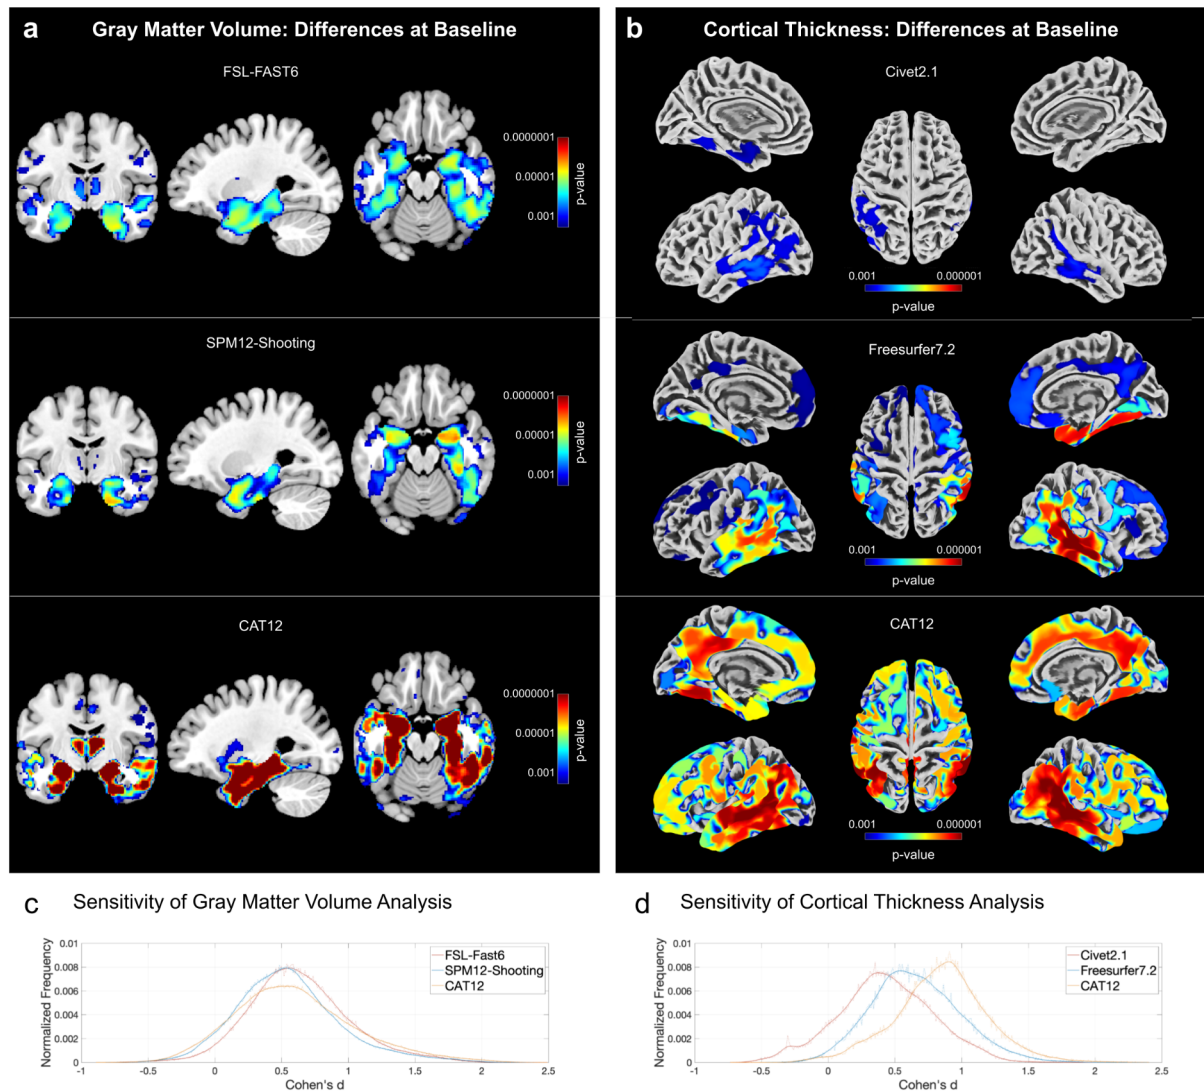 a Gray Matter Volume: Differences at Baseline
FSL-FAST6
0.0000001
0.00001
0.001
p-value
SPM12-Shooting
0.0000001
0.00001
0.001
p-value
CAT12
0.0000001
0.00001
0.001
p-value
b Cortical Thickness: Differences at Baseline
Civet2.1
0.001 0.000001
p-value
Freesurfer7.2
0.001 0.000001
p-value
CAT12
0.001 0.000001
p-value
c Sensitivity of Gray Matter Volume Analysis
Normalized Frequency
0.01
0.008
0.006
0.004
0.002
0
FSL-Fast6
SPM12-Shooting
CAT12
-1 -0.5 0 0.5 1 1.5 2 2.5
Cohen's d
d Sensitivity of Cortical Thickness Analysis
Normalized Frequency
0.01
0.008
0.006
0.004
0.002
0
Civet2.1
Freesurfer7.2
CAT12
-1 -0.5 0 0.5 1 1.5 2 2.5
Cohen's d